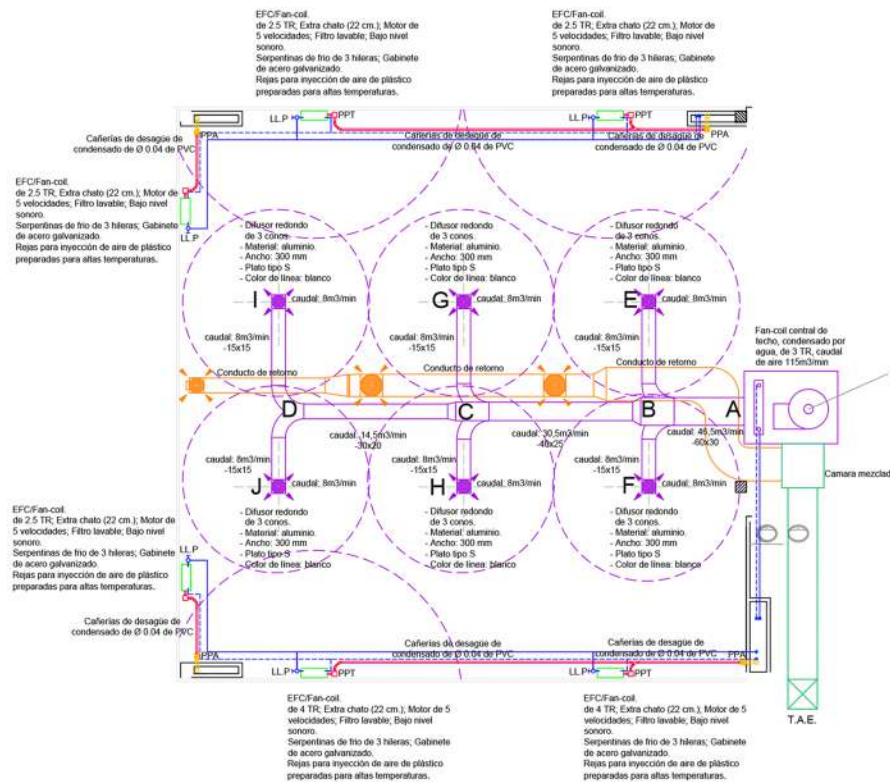 EFC/Fan-coil.
de 2.5 TR; Extra chato (22 cm.); Motor de
5 velocidades; Filtro lavable; Bajo nivel
sonoro.
Serpentinas de frio de 3 hileras; Gabinete
de acero galvanizado.
Rejas para inyección de aire de plástico
preparadas para altas temperaturas.
EFC/Fan-coil.
de 2.5 TR; Extra chato (22 cm.); Motor de
5 velocidades; Filtro lavable; Bajo nivel
sonoro.
Serpentinas de frio de 3 hileras; Gabinete
de acero galvanizado.
Rejas para inyección de aire de plástico
preparadas para altas temperaturas.
LL.P
PPT
LL.P
PPT
PPA
PPA
Cañerías de desagüe de
condensado de Ø 0.04 de PVC
Cañerías de desagüe de
condensado de Ø 0.04 de PVC
Cañerías de desagüe de
condensado de Ø 0.04 de PVC
EFC/Fan-coil.
de 2.5 TR; Extra chato (22 cm.); Motor de
5 velocidades; Filtro lavable; Bajo nivel
sonoro.
Serpentinas de frio de 3 hileras; Gabinete
de acero galvanizado.
Rejas para inyección de aire de plástico
preparadas para altas temperaturas.
LL.P
- Difusor redondo
de 3 conos.
- Material: aluminio.
- Ancho: 300 mm
- Plato tipo S
- Color de línea: blanco
- Difusor redondo
de 3 conos.
- Material: aluminio.
- Ancho: 300 mm
- Plato tipo S
- Color de línea: blanco
- Difusor redondo
de 3 conos.
- Material: aluminio.
- Ancho: 300 mm
- Plato tipo S
- Color de línea: blanco
I
caudal: 8m3/min
G
caudal: 8m3/min
E
caudal: 8m3/min
caudal: 8m3/min
-15x15
caudal: 8m3/min
-15x15
caudal: 8m3/min
-15x15
Fan-coil central de
techo, condensado por
agua, de 3 TR, caudal
de aire 115m3/min
Conducto de retorno
Conducto de retorno
Conducto de retorno
D
C
B
A
caudal: 14,5m3/min
-30x20
caudal: 30,5m3/min
-40x25
caudal: 46,5m3/min
-60x30
caudal: 8m3/min
-15x15
caudal: 8m3/min
-15x15
caudal: 8m3/min
-15x15
Camara mezclad
J
caudal: 8m3/min
H
caudal: 8m3/min
F
caudal: 8m3/min
- Difusor redondo
de 3 conos.
- Material: aluminio.
- Ancho: 300 mm
- Plato tipo S
- Color de línea: blanco
- Difusor redondo
de 3 conos.
- Material: aluminio.
- Ancho: 300 mm
- Plato tipo S
- Color de línea: blanco
- Difusor redondo
de 3 conos.
- Material: aluminio.
- Ancho: 300 mm
- Plato tipo S
- Color de línea: blanco
EFC/Fan-coil.
de 2.5 TR; Extra chato (22 cm.); Motor de
5 velocidades; Filtro lavable; Bajo nivel
sonoro.
Serpentinas de frio de 3 hileras; Gabinete
de acero galvanizado.
Rejas para inyección de aire de plástico
preparadas para altas temperaturas.
LL.P
Cañerías de desagüe de
condensado de Ø 0.04 de PVC
Cañerías de desagüe de
condensado de Ø 0.04 de PVC
Cañerías de desagüe de
condensado de Ø 0.04 de PVC
PPA
PPA
LL.P
PPT
LL.P
PPT
EFC/Fan-coil.
de 4 TR; Extra chato (22 cm.); Motor de 5
velocidades; Filtro lavable; Bajo nivel
sonoro.
Serpentinas de frio de 3 hileras; Gabinete
de acero galvanizado.
Rejas para inyección de aire de plástico
preparadas para altas temperaturas.
EFC/Fan-coil.
de 4 TR; Extra chato (22 cm.); Motor de 5
velocidades; Filtro lavable; Bajo nivel
sonoro.
Serpentinas de frio de 3 hileras; Gabinete
de acero galvanizado.
Rejas para inyección de aire de plástico
preparadas para altas temperaturas.
T.A.E.